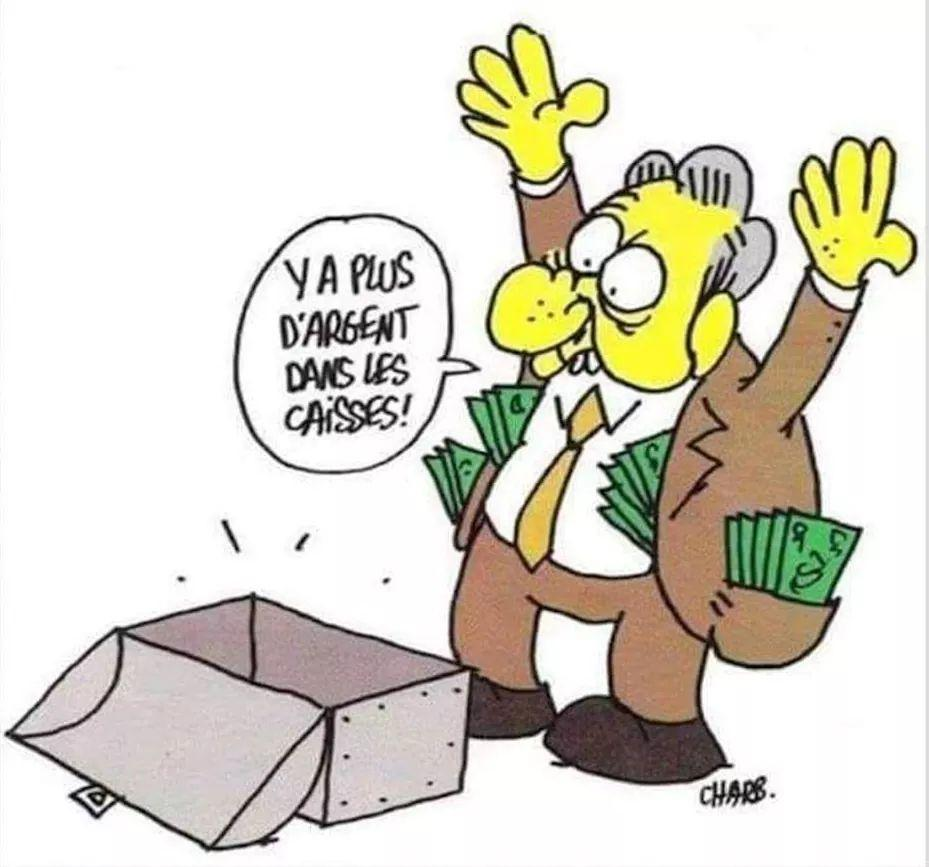 Y A PLUS
D'ARGENT
DANS LES
CAISSES!
CHARB.